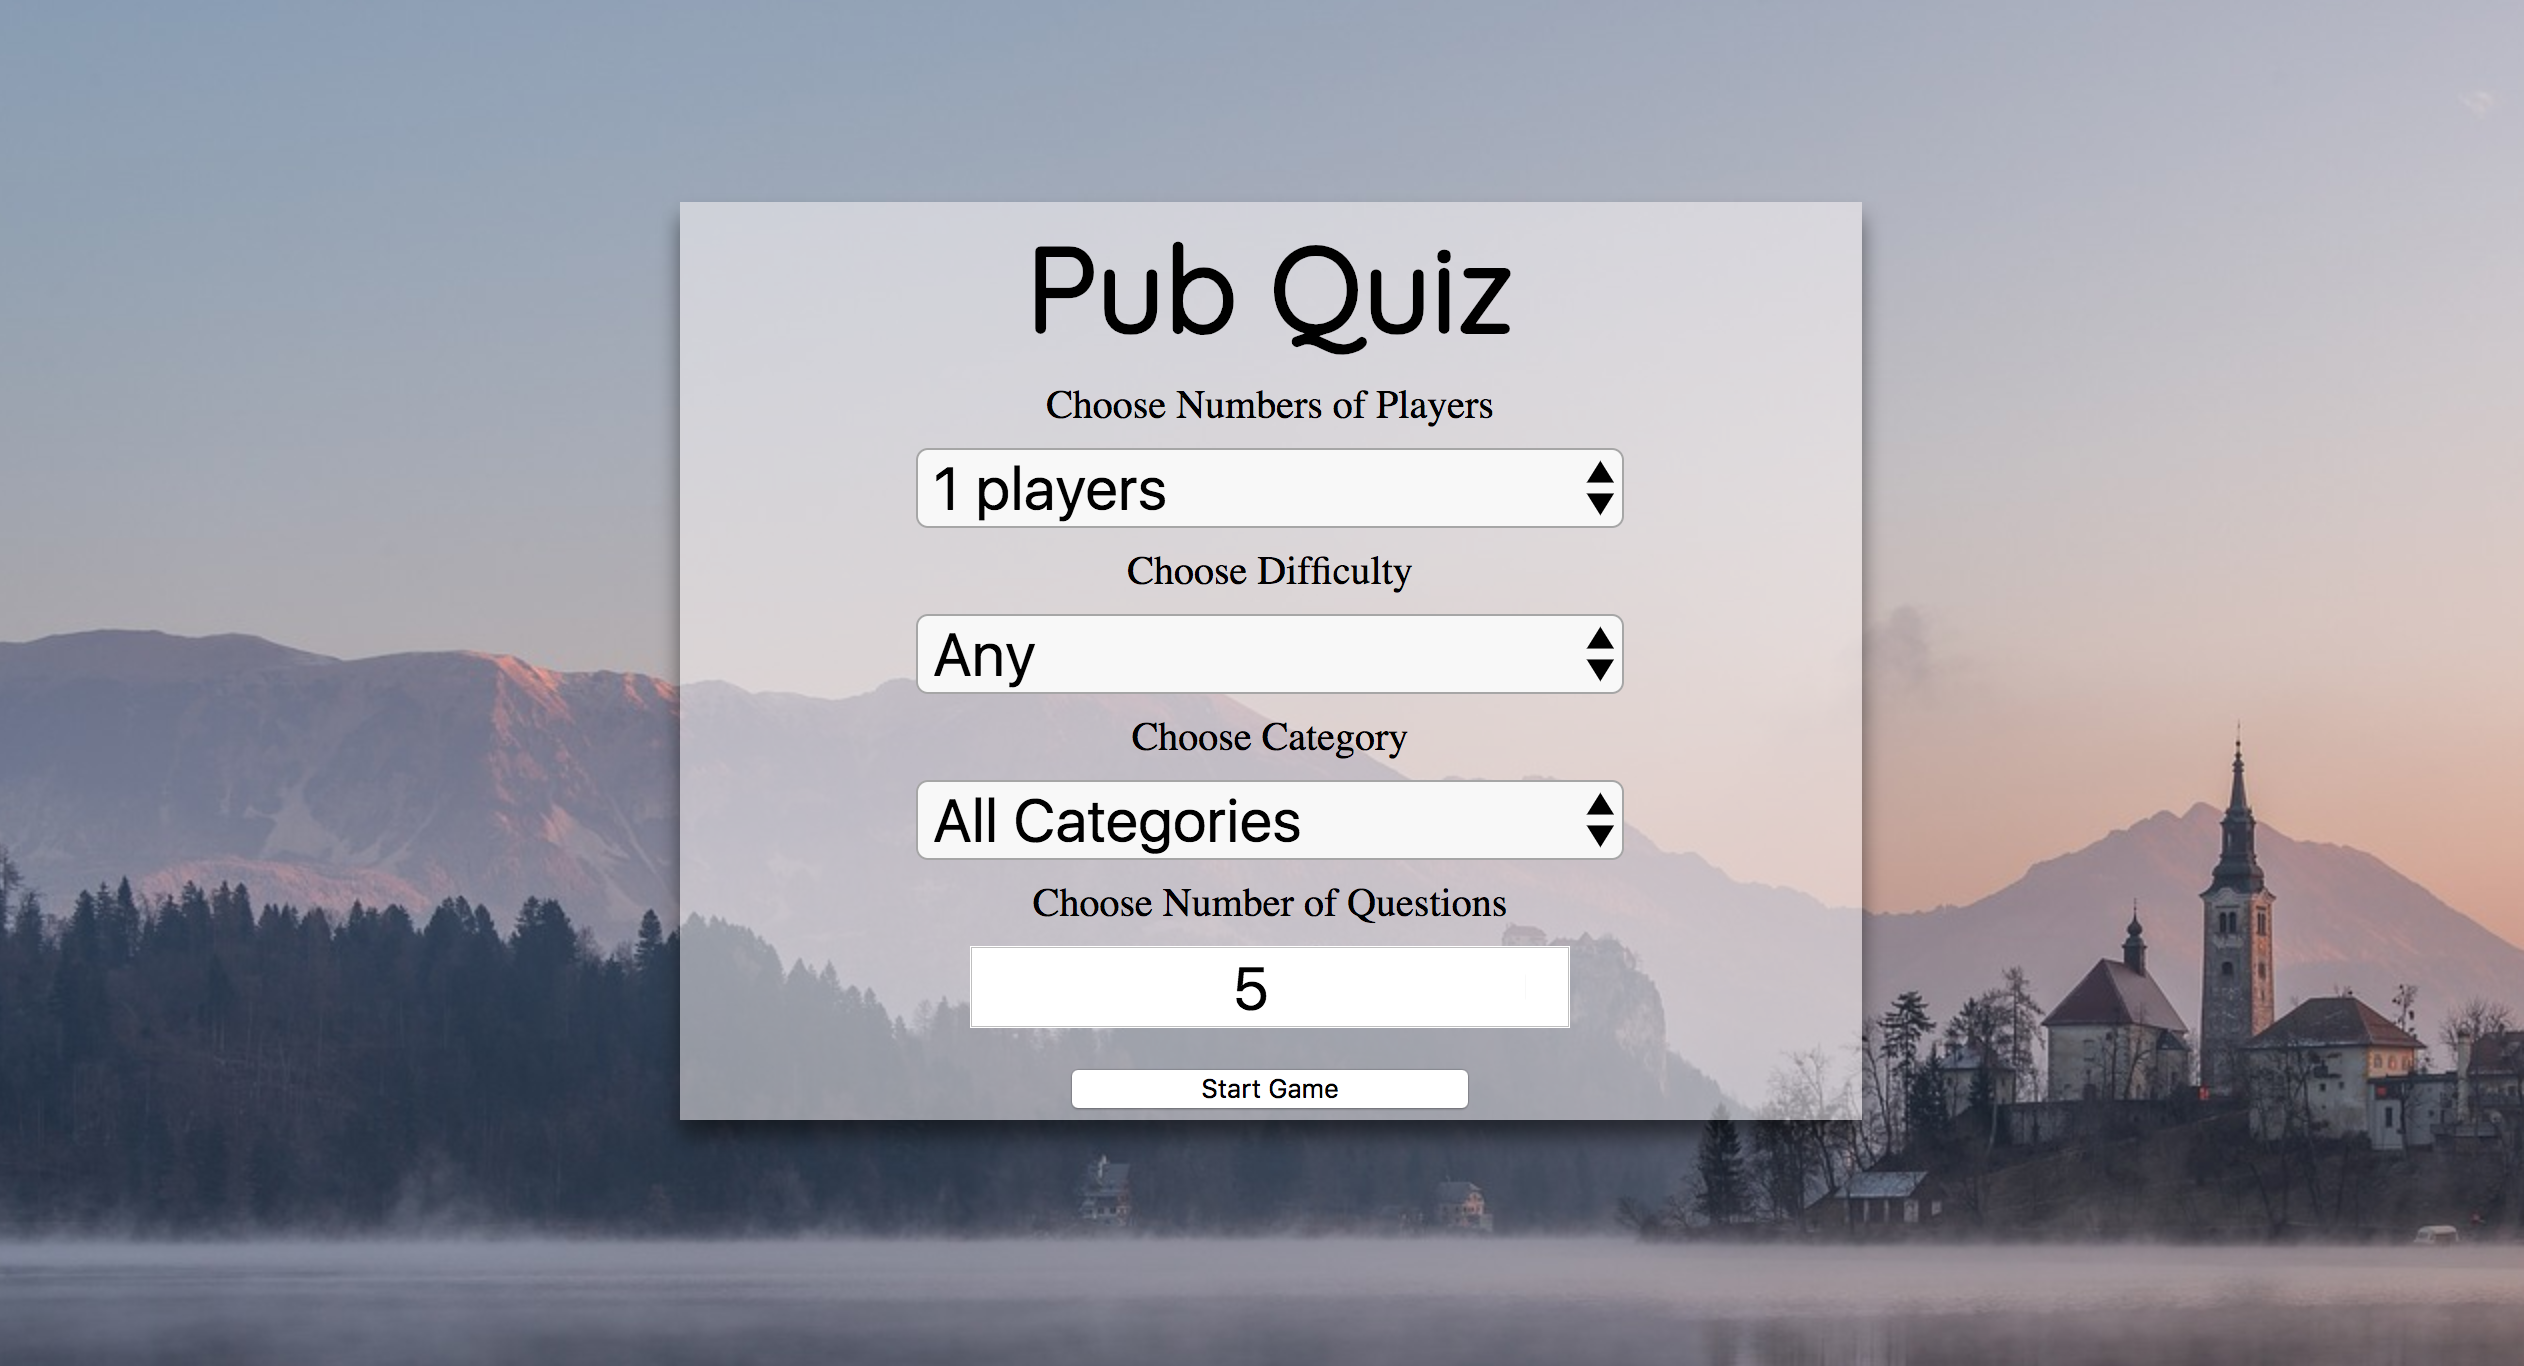 Pub Quiz
Choose Numbers of Players
1 players
Choose Difficulty
Any
Choose Category
All Categories
Choose Number of Questions
5
Start Game